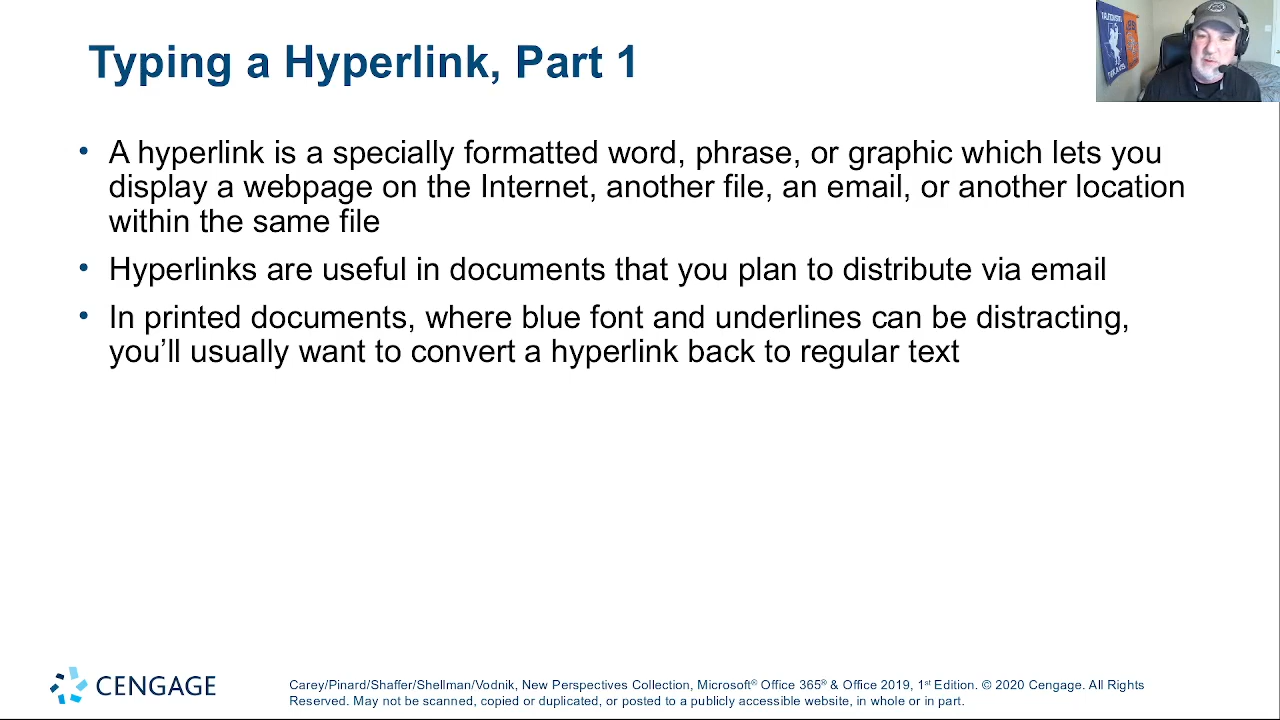 Typing a Hyperlink, Part 1
• A hyperlink is a specially formatted word, phrase, or graphic which lets you
display a webpage on the Internet, another file, an email, or another location
within the same file
• Hyperlinks are useful in documents that you plan to distribute via email
• In printed documents, where blue font and underlines can be distracting,
you’ll usually want to convert a hyperlink back to regular text
CENGAGE
Carey/Pinard/Shaffer/Shellman/Vodnik, New Perspectives Collection, Microsoft® Office 365® & Office 2019, 1st Edition. © 2020 Cengage. All Rights
Reserved. May not be scanned, copied or duplicated, or posted to a publicly accessible website, in whole or in part.